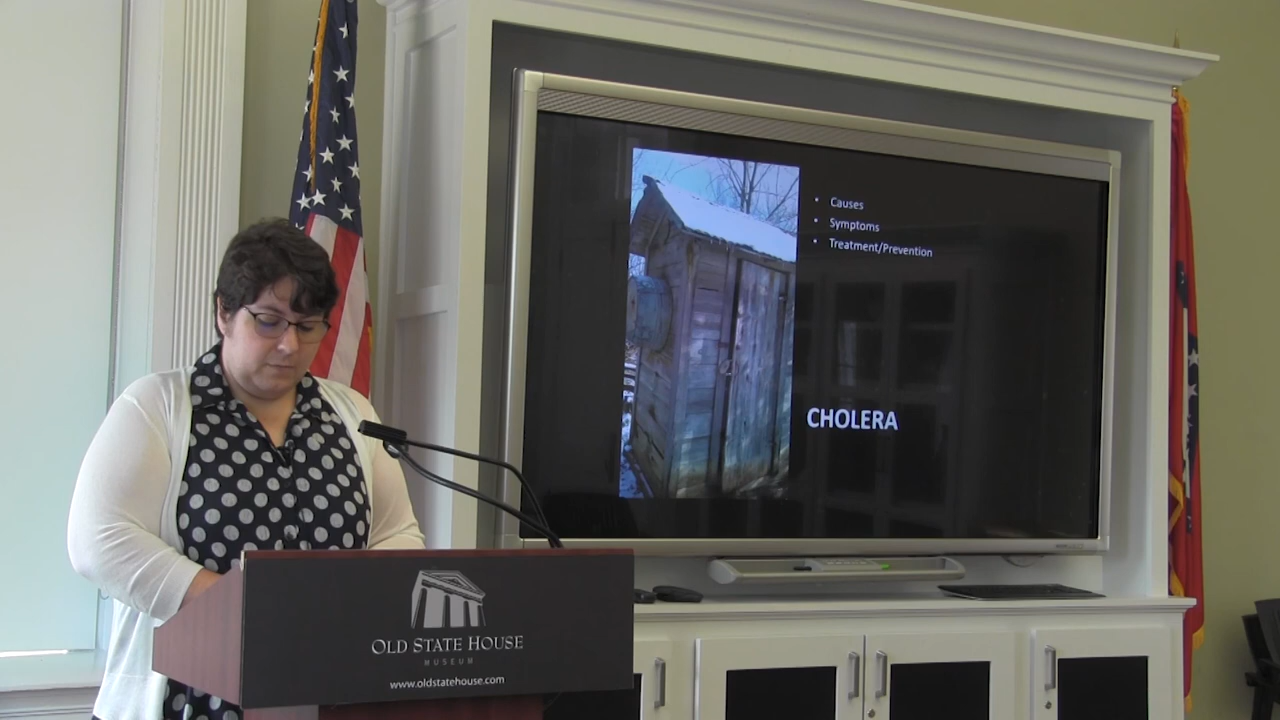 • Causes
• Symptoms
• Treatment/Prevention
CHOLERA
OLD STATE HOUSE
MUSEUM
www.oldstatehouse.com